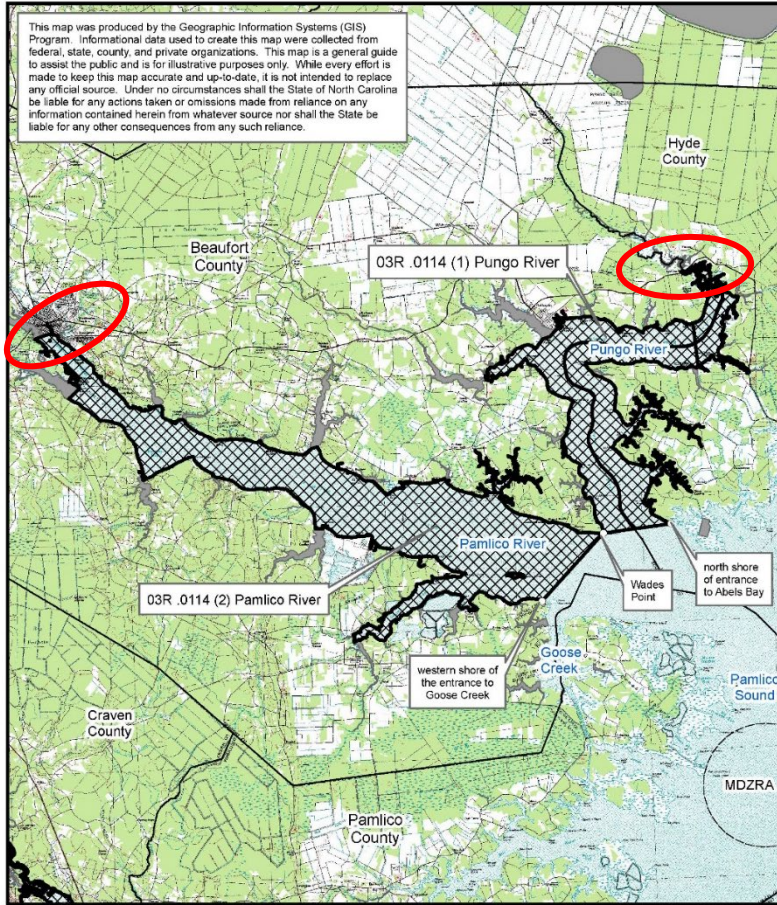 This map was produced by the Geographic Information Systems (GIS)
Program. Informational data used to create this map were collected from
federal, state, county, and private organizations. This map is a general guide
to assist the public and is for illustrative purposes only. While every effort is
made to keep this map accurate and up-to-date, it is not intended to replace
any official source. Under no circumstances shall the State of North Carolina
be liable for any actions taken or omissions made from reliance on any
information contained herein from whatever source nor shall the State be
liable for any other consequences from any such reliance.
Hyde
County
Beaufort
County
03R .0114 (1) Pungo River
Pungo River
Pamlico River
03R .0114 (2) Pamlico River
Wades
Point
north shore
of entrance
to Abels Bay
western shore of
the entrance to
Goose Creek
Goose
Creek
Pamlico
Sound
Craven
County
MDZRA
Pamlico
County